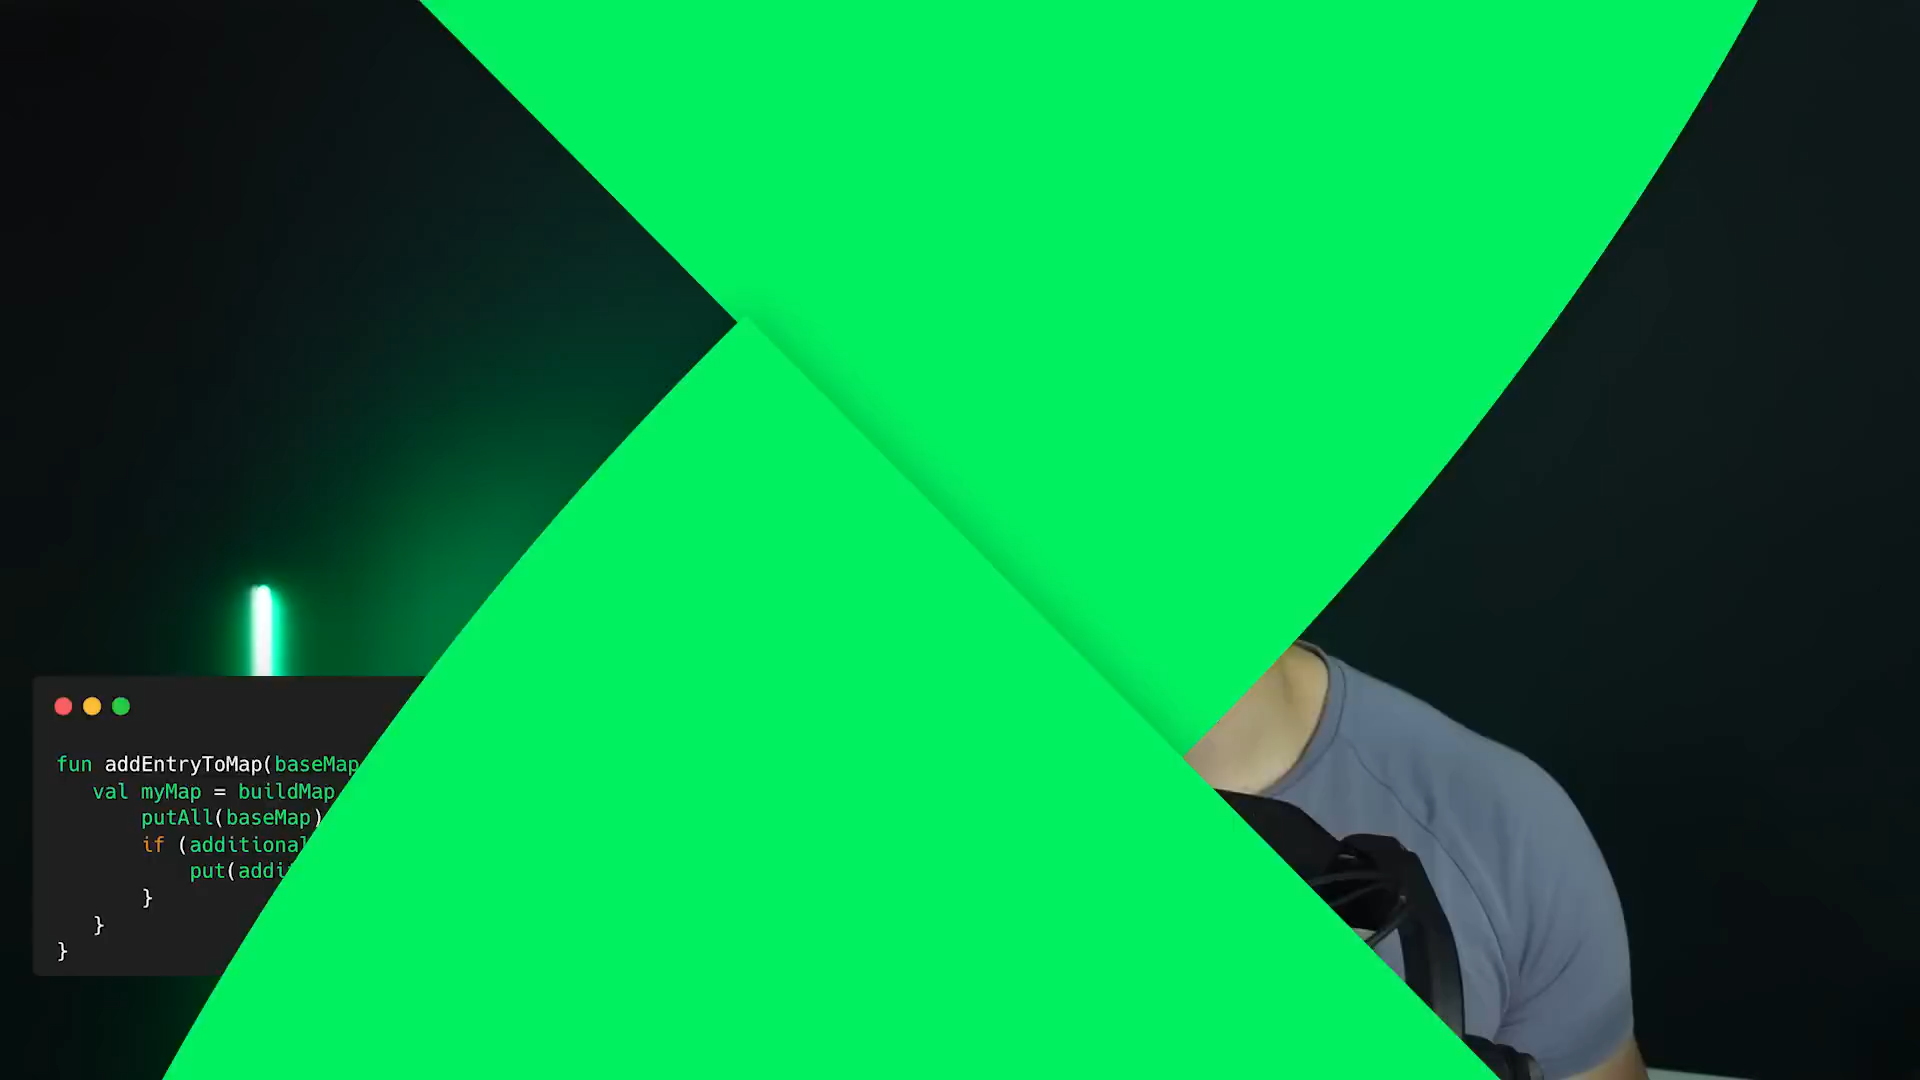 fun addEntryToMap(baseMap
val myMap = buildMap
putAll(baseMap)
if (additional
put(addi
}
}
}